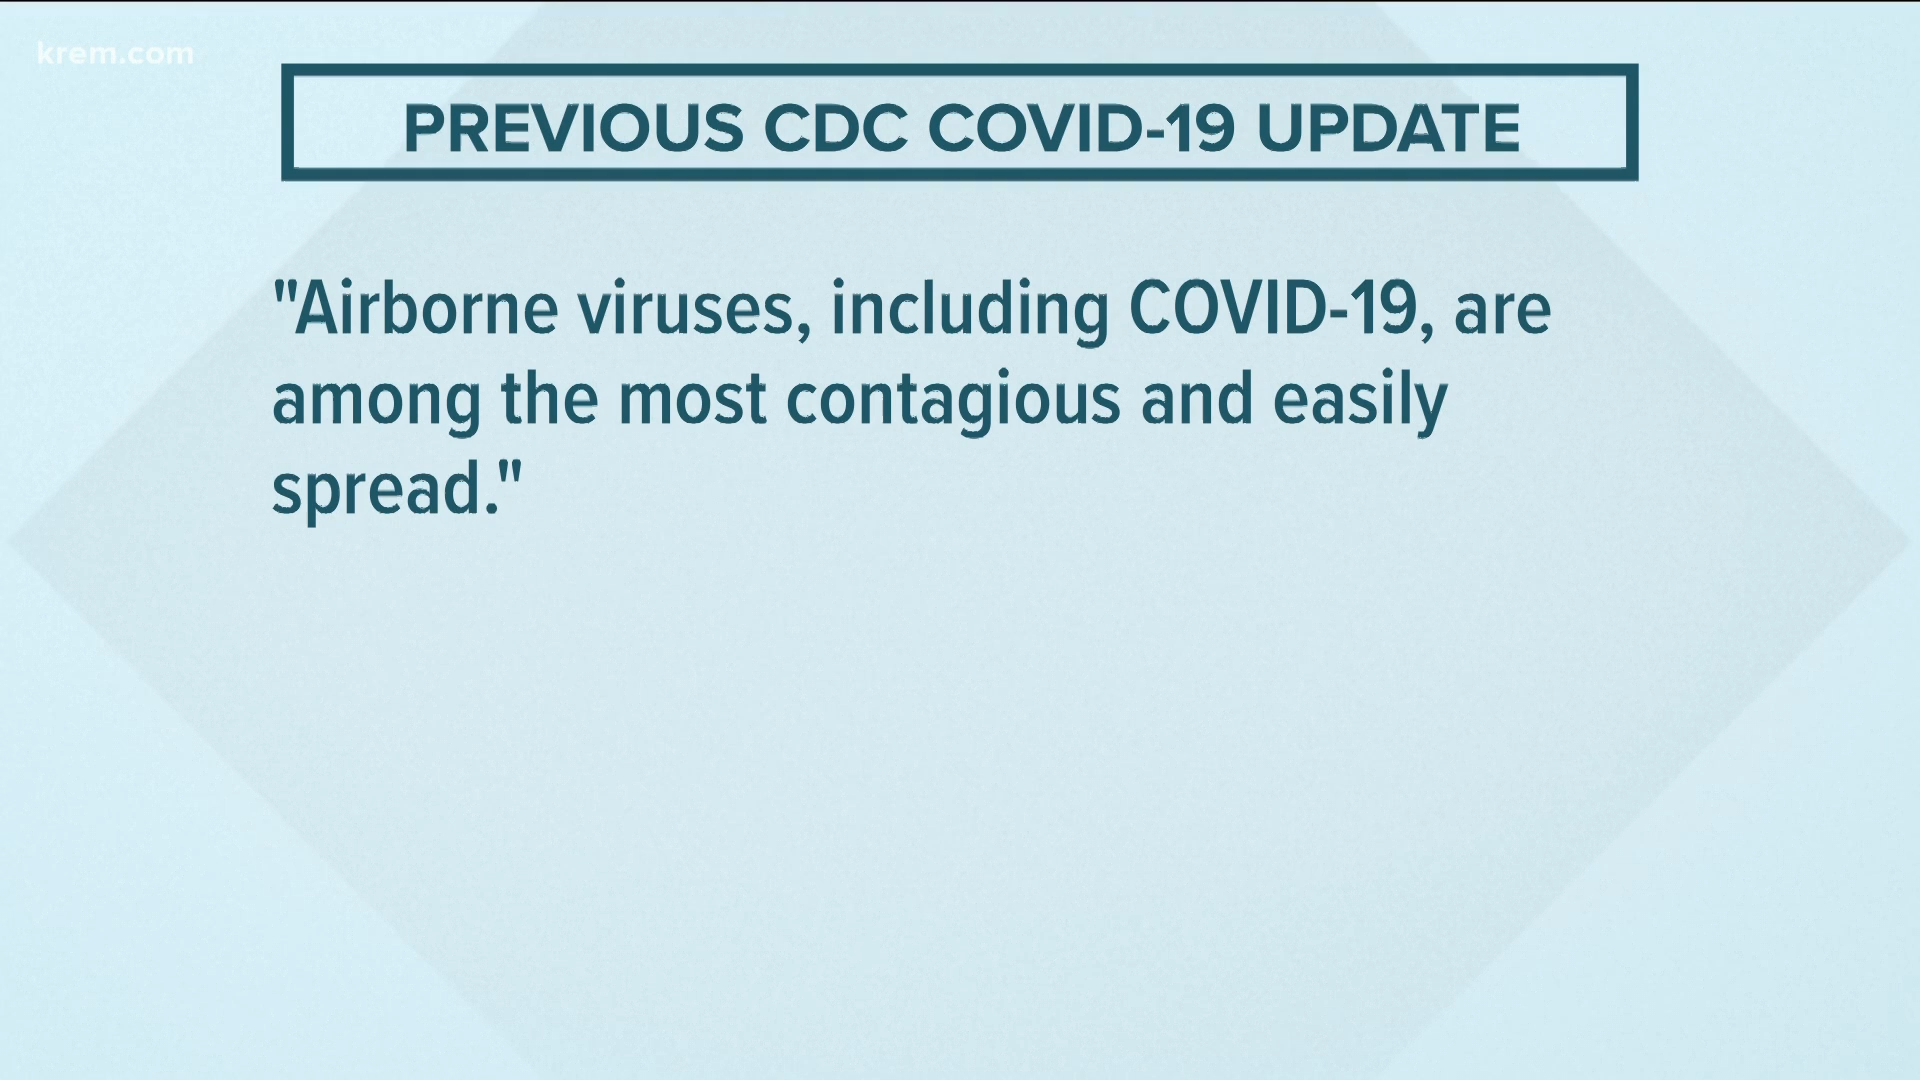 krem.com
PREVIOUS CDC COVID-19 UPDATE
"Airborne viruses, including COVID-19, are
among the most contagious and easily
spread."